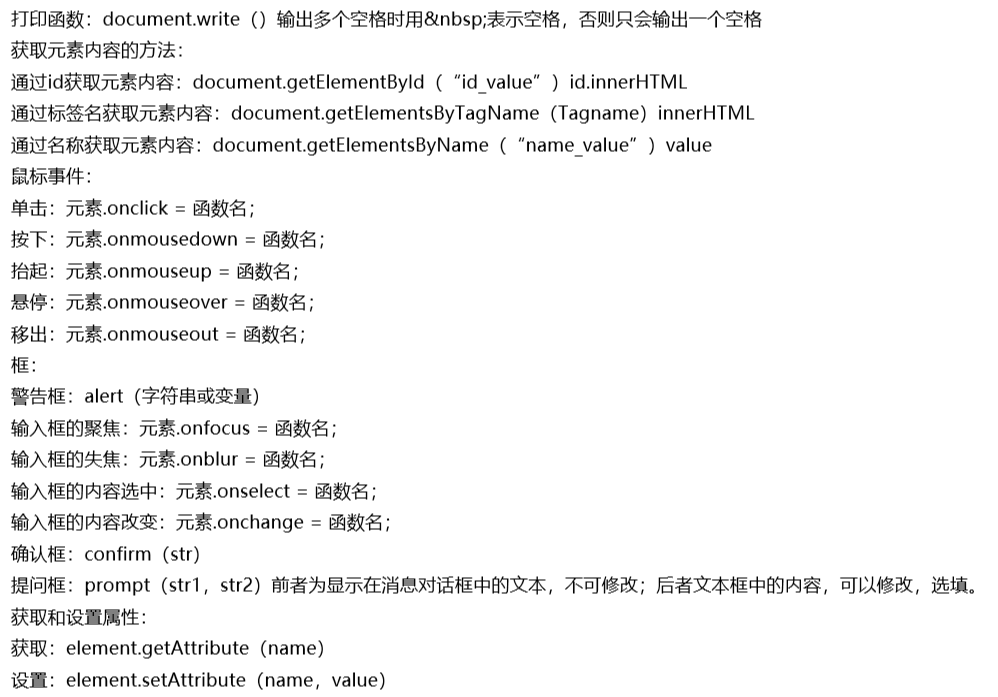 打印函数：document.write（）输出多个空格时用&nbsp;表示空格，否则只会输出一个空格
获取元素内容的方法：
通过id获取元素内容：document.getElementById（“id_value”）id.innerHTML
通过标签名获取元素内容：document.getElementsByTagName（Tagname）innerHTML
通过名称获取元素内容：document.getElementsByName（“name_value”）value
鼠标事件：
单击：元素.onclick = 函数名；
按下：元素.onmousedown = 函数名；
抬起：元素.onmouseup = 函数名；
悬停：元素.onmouseover = 函数名；
移出：元素.onmouseout = 函数名；
框：
警告框：alert（字符串或变量）
输入框的聚焦：元素.onfocus = 函数名；
输入框的失焦：元素.onblur = 函数名；
输入框的内容选中：元素.onselect = 函数名；
输入框的内容改变：元素.onchange = 函数名；
确认框：confirm（str）
提问框：prompt（str1，str2）前者为显示在消息对话框中的文本，不可修改；后者文本框中的内容，可以修改，选填。
获取和设置属性：
获取：element.getAttribute（name）
设置：element.setAttribute（name，value）